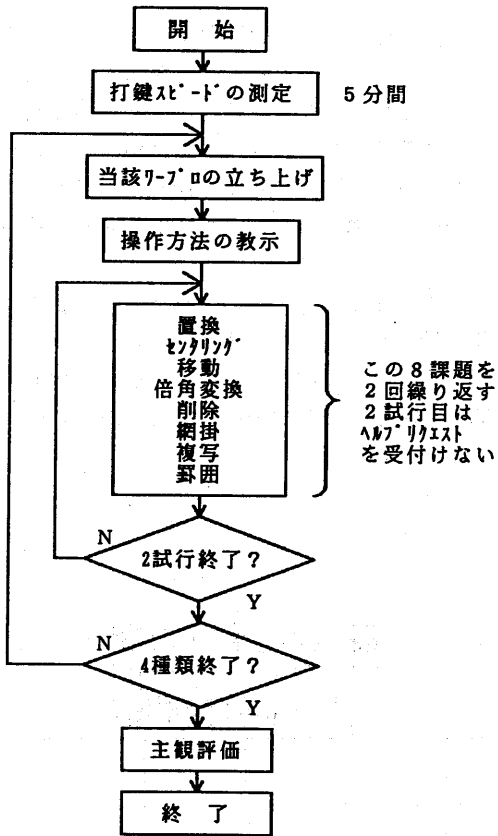 開 始
打鍵ｽﾋﾟｰﾄﾞの測定
5分間
当該ﾜｰﾌﾟﾛの立ち上げ
操作方法の教示
置換
ｾﾝﾀﾘﾝｸﾞ
移動
倍角変換
削除
網掛
複写
罫囲
この8課題を
2回繰り返す
2試行目は
ﾍﾙﾌﾟﾘｸｴｽﾄ
を受付けない
N
2試行終了?
Y
N
4種類終了?
Y
主観評価
終 了